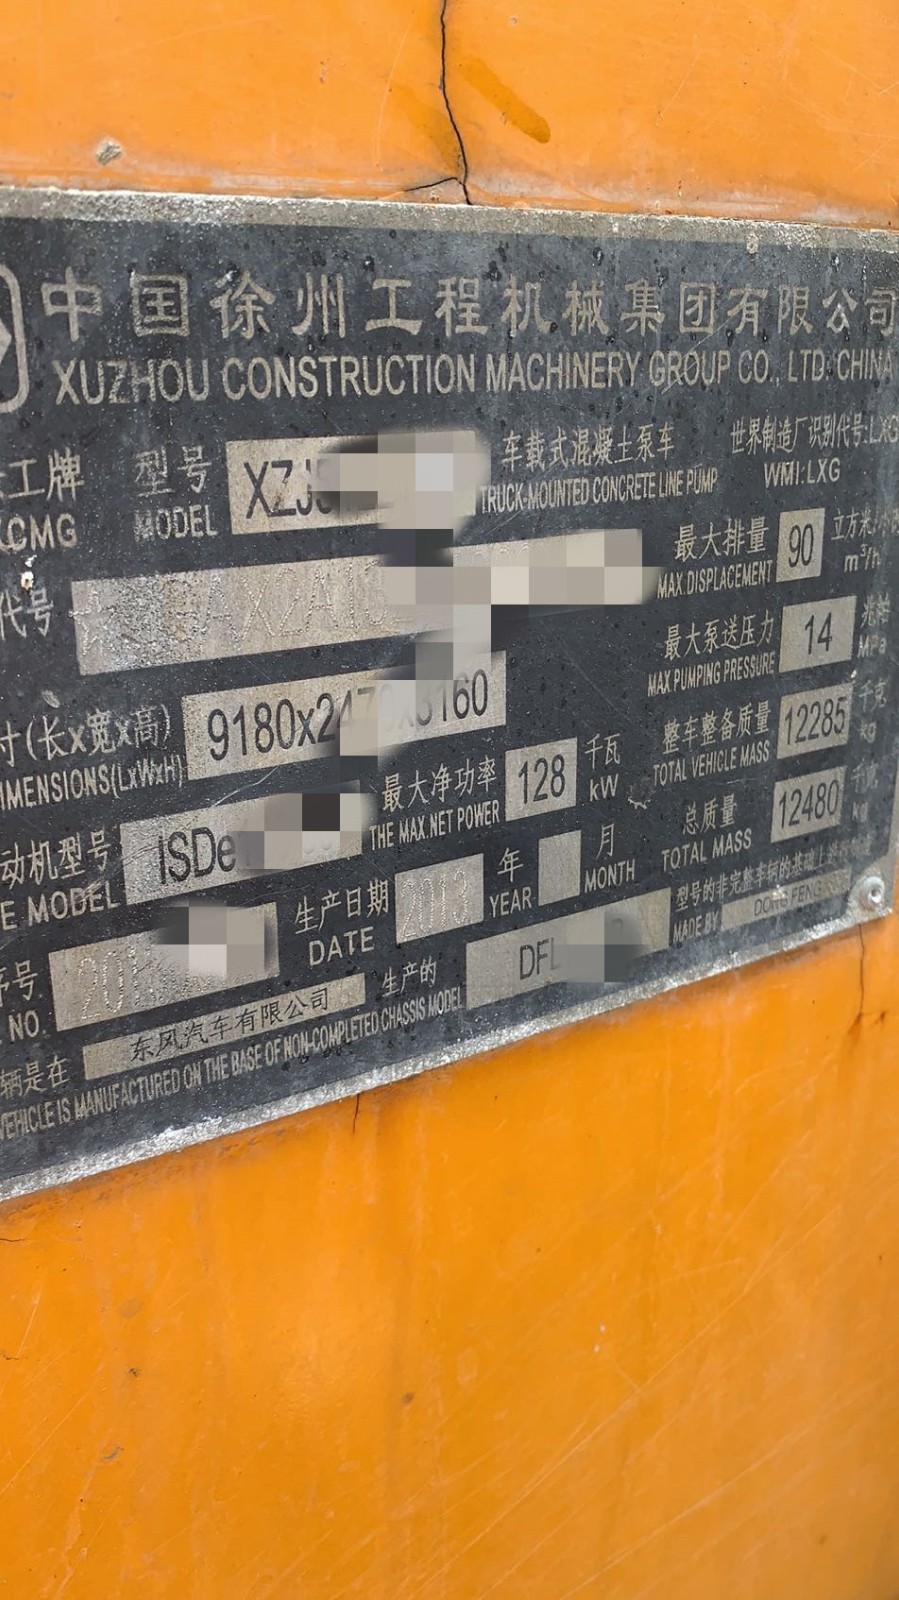 中国徐州工程机械集团有限公司
XUZHOU CONSTRUCTION MACHINERY GROUP CO., LTD. CHINA
工牌 型号 XZJ5 车载式混凝土泵车 世界制造厂识别代号:LXG
XCMG MODEL TRUCK-MOUNTED CONCRETE LINE PUMP WMI:LXG
代号 最大排量 90 立方米/时
MAX.DISPLACEMENT m³/h
最大泵送压力 14 兆帕
MAX PUMPING PRESSURE MPa
寸(长x宽x高) 9180x2470x3160 整车整备质量 12285 千克
DIMENSIONS(LxWxH) TOTAL VEHICLE MASS kg
动机型号 ISDe 最大净功率 128 千瓦 总质量 12480 千克
E MODEL THE MAX.NET POWER kW TOTAL MASS kg
序号 201 生产日期 2013 年 月
NO. DATE YEAR MONTH
辆是在 东风汽车有限公司 生产的 DFL 型号的非完整车辆的基础上
VEHICLE IS MANUFACTURED ON THE BASE OF NON-COMPLETED CHASSIS MODEL MADE BY DONG FENG